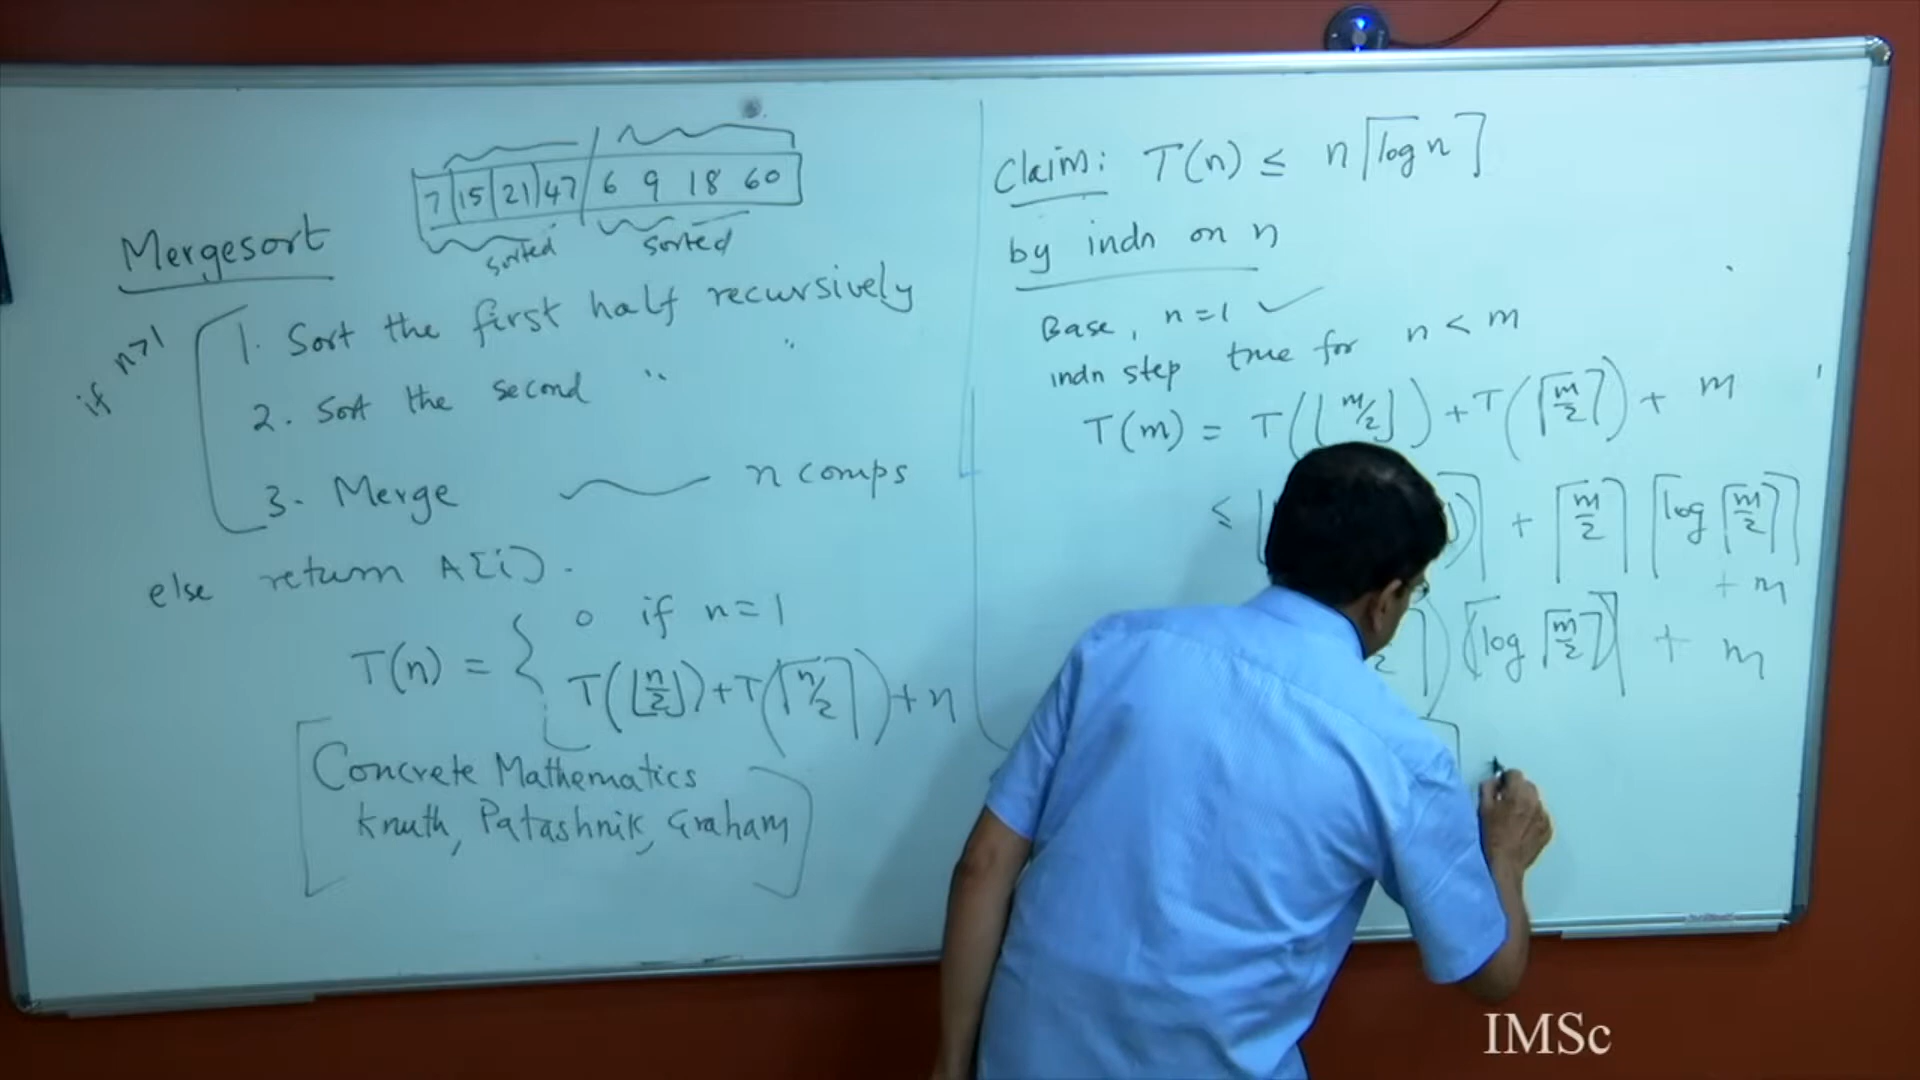 7 15 21 47 6 9 18 60
sorted sorted
Mergesort
if n>1
1. Sort the first half recursively
2. Sort the second " "
3. Merge n comps
else return A[i].
T(n) = { 0 if n=1
T(⌊n/2⌋)+T(⌈n/2⌉)+n
Concrete Mathematics
Knuth, Patashnik, Graham
Claim: T(n) ≤ n⌈log n⌉
by indn on n
Base, n=1 ✓
indn step true for n < m
T(m) = T(⌊m/2⌋)+T(⌈m/2⌉)+ m
≤ + ⌈m/2⌉ ⌈log ⌈m/2⌉⌉
+ m
⌈log ⌈m/2⌉⌉ + m
IMSc